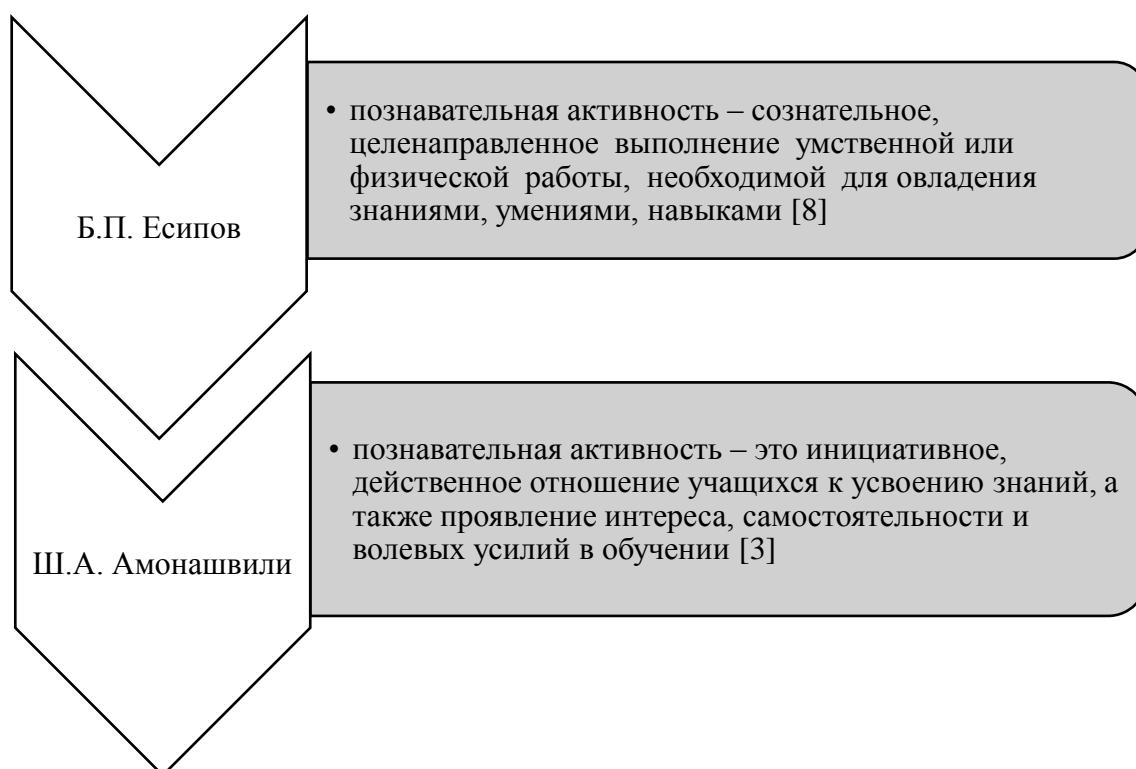 Б.П. Есипов
• познавательная активность – сознательное,
целенаправленное выполнение умственной или
физической работы, необходимой для овладения
знаниями, умениями, навыками [8]
Ш.А. Амонашвили
• познавательная активность – это инициативное,
действенное отношение учащихся к усвоению знаний, а
также проявление интереса, самостоятельности и
волевых усилий в обучении [3]